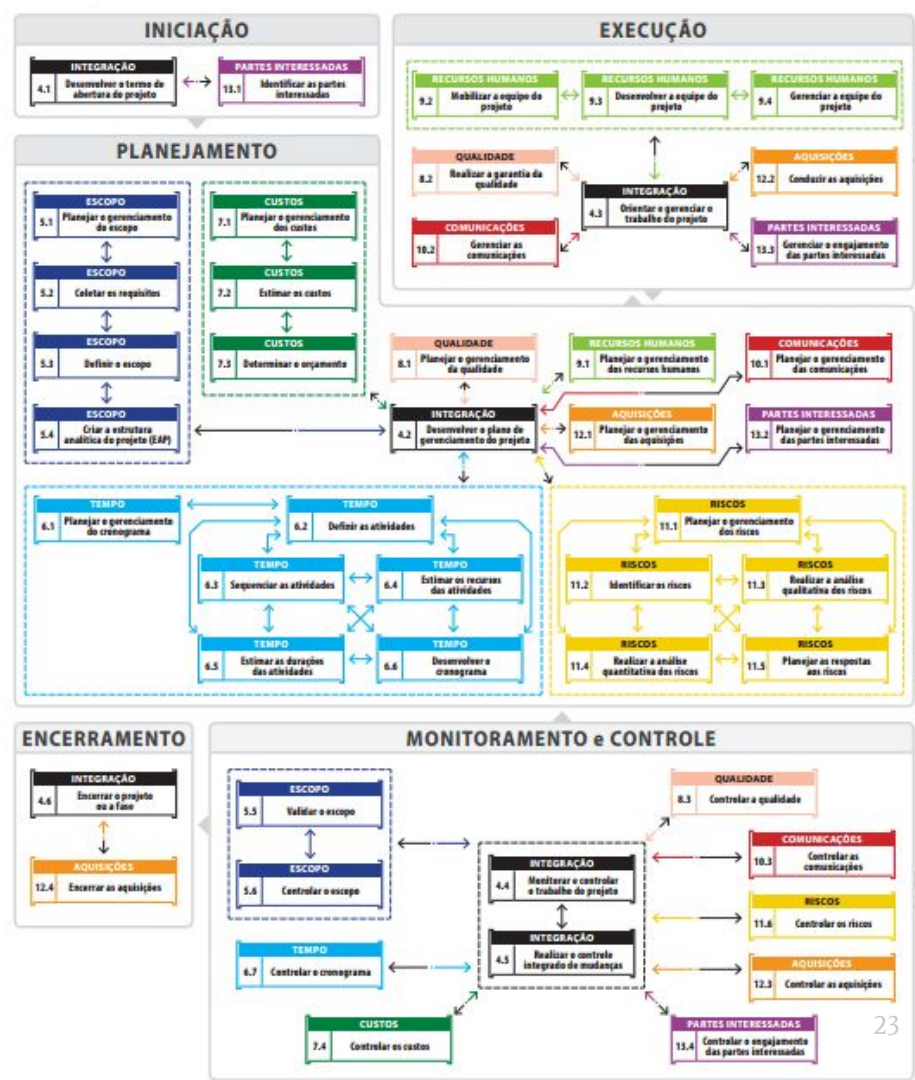 INICIAÇÃO
INTEGRAÇÃO
4.1
Desenvolver o termo de
abertura do projeto
PARTES INTERESSADAS
13.1
Identificar as partes
interessadas
EXECUÇÃO
RECURSOS HUMANOS
9.2
Mobilizar a equipe do
projeto
RECURSOS HUMANOS
9.3
Desenvolver a equipe do
projeto
RECURSOS HUMANOS
9.4
Gerenciar a equipe do
projeto
QUALIDADE
8.2
Realizar a garantia da
qualidade
AQUISIÇÕES
12.2
Conduzir as aquisições
INTEGRAÇÃO
4.3
Orientar e gerenciar o
trabalho do projeto
COMUNICAÇÕES
10.2
Gerenciar as
comunicações
PARTES INTERESSADAS
13.3
Gerenciar o engajamento
das partes interessadas
PLANEJAMENTO
ESCOPO
5.1
Planejar o gerenciamento
do escopo
ESCOPO
5.2
Coletar os requisitos
ESCOPO
5.3
Definir o escopo
ESCOPO
5.4
Criar a estrutura
analítica do projeto (EAP)
CUSTOS
7.1
Planejar o gerenciamento
dos custos
CUSTOS
7.2
Estimar os custos
CUSTOS
7.3
Determinar o orçamento
QUALIDADE
8.1
Planejar o gerenciamento
da qualidade
RECURSOS HUMANOS
9.1
Planejar o gerenciamento
dos recursos humanos
COMUNICAÇÕES
10.1
Planejar o gerenciamento
das comunicações
INTEGRAÇÃO
4.2
Desenvolver o plano de
gerenciamento do projeto
AQUISIÇÕES
12.1
Planejar o gerenciamento
das aquisições
PARTES INTERESSADAS
13.2
Planejar o gerenciamento
das partes interessadas
TEMPO
6.1
Planejar o gerenciamento
do cronograma
TEMPO
6.2
Definir as atividades
TEMPO
6.3
Sequenciar as atividades
TEMPO
6.4
Estimar os recursos
das atividades
TEMPO
6.5
Estimar as durações
das atividades
TEMPO
6.6
Desenvolver o
cronograma
RISCOS
11.1
Planejar o gerenciamento
dos riscos
RISCOS
11.2
Identificar os riscos
RISCOS
11.3
Realizar a análise
qualitativa dos riscos
RISCOS
11.4
Realizar a análise
quantitativa dos riscos
RISCOS
11.5
Planejar as respostas
aos riscos
ENCERRAMENTO
INTEGRAÇÃO
4.6
Encerrar o projeto
ou a fase
AQUISIÇÕES
12.4
Encerrar as aquisições
MONITORAMENTO e CONTROLE
ESCOPO
5.5
Validar o escopo
ESCOPO
5.6
Controlar o escopo
TEMPO
6.7
Controlar o cronograma
CUSTOS
7.4
Controlar os custos
INTEGRAÇÃO
4.4
Monitorar e controlar
o trabalho do projeto
INTEGRAÇÃO
4.5
Realizar o controle
integrado de mudanças
QUALIDADE
8.3
Controlar a qualidade
COMUNICAÇÕES
10.3
Controlar as
comunicações
RISCOS
11.6
Controlar os riscos
AQUISIÇÕES
12.3
Controlar as aquisições
PARTES INTERESSADAS
13.4
Controlar o engajamento
das partes interessadas
23